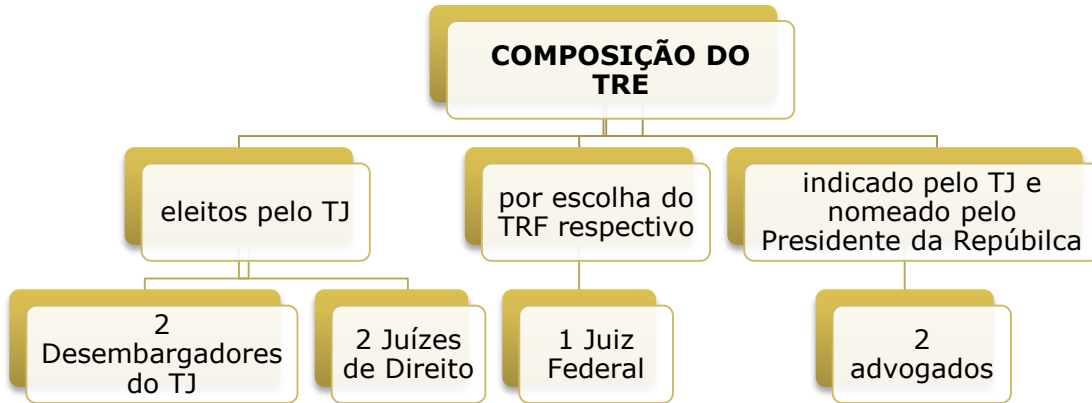 COMPOSIÇÃO DO
TRE
eleitos pelo TJ
por escolha do
TRF respectivo
indicado pelo TJ e
nomeado pelo
Presidente da Repúbilca
2
Desembargadores
do TJ
2 Juízes
de Direito
1 Juiz
Federal
2
advogados